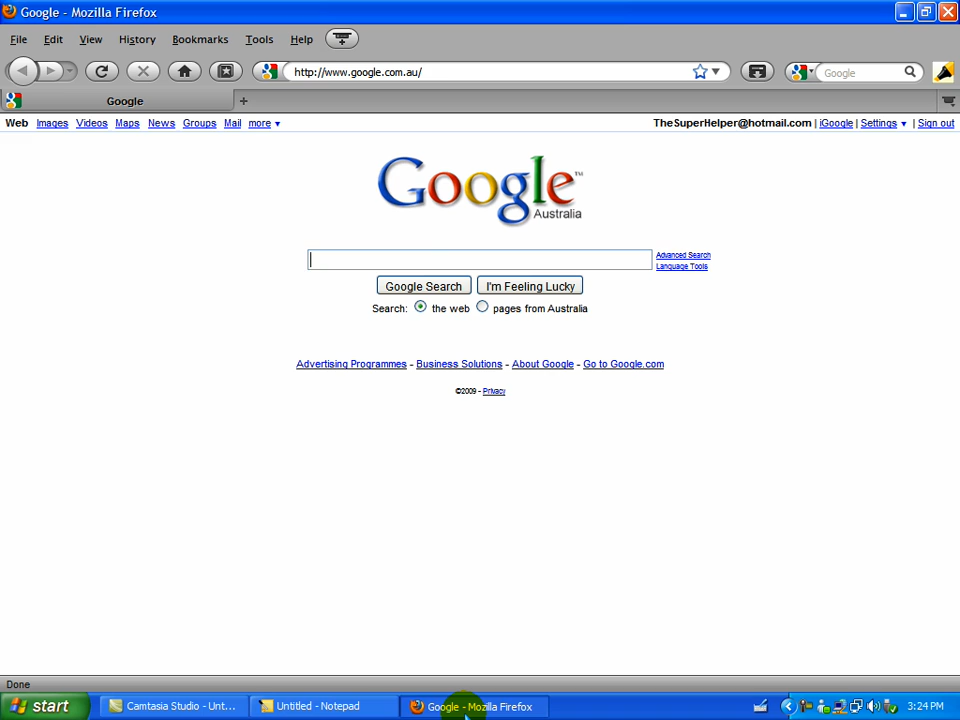 Google - Mozilla Firefox
File Edit View History Bookmarks Tools Help
http://www.google.com.au/ Google
Google
Web Images Videos Maps News Groups Mail more TheSuperHelper@hotmail.com | iGoogle | Settings | Sign out
Google™
Australia
Advanced Search
Language Tools
Google Search I'm Feeling Lucky
Search: the web pages from Australia
Advertising Programmes - Business Solutions - About Google - Go to Google.com
©2009 - Privacy
Done
start Camtasia Studio - Unt... Untitled - Notepad Google - Mozilla Firefox 3:24 PM